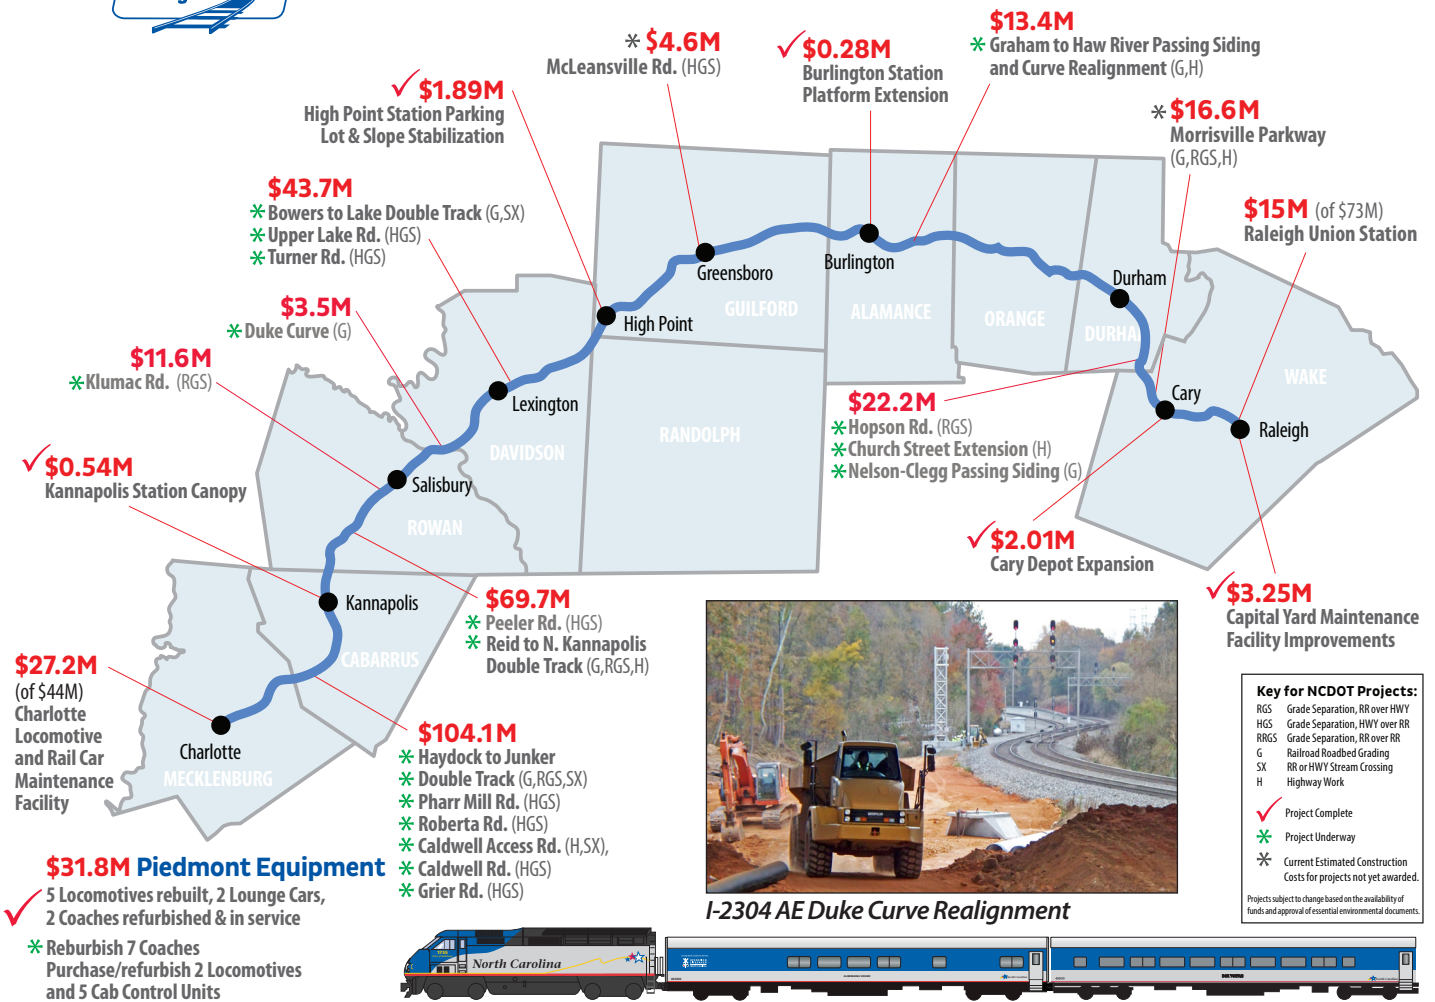 $13.4M
Graham to Haw River Passing Siding
and Curve Realignment (G,H)
$4.6M
McLeansville Rd. (HGS)
$0.28M
Burlington Station
Platform Extension
$1.89M
High Point Station Parking
Lot & Slope Stabilization
$16.6M
Morrisville Parkway
(G,RGS,H)
$43.7M
Bowers to Lake Double Track (G,SX)
Upper Lake Rd. (HGS)
Turner Rd. (HGS)
$15M (of $73M)
Raleigh Union Station
$3.5M
Duke Curve (G)
$11.6M
Klumac Rd. (RGS)
$0.54M
Kannapolis Station Canopy
Greensboro
Burlington
Durham
GUILFORD
ALAMANCE
ORANGE
DURHA
High Point
WAKE
Cary
Lexington
Raleigh
RANDOLPH
DAVIDSON
Salisbury
ROWAN
$22.2M
Hopson Rd. (RGS)
Church Street Extension (H)
Nelson-Clegg Passing Siding (G)
$2.01M
Cary Depot Expansion
$3.25M
Capital Yard Maintenance
Facility Improvements
Kannapolis
CABARRUS
$69.7M
Peeler Rd. (HGS)
Reid to N. Kannapolis
Double Track (G,RGS,H)
$27.2M
(of $44M)
Charlotte
Locomotive
and Rail Car
Maintenance
Facility
Charlotte
MECKLENBURG
$104.1M
Haydock to Junker
Double Track (G,RGS,SX)
Pharr Mill Rd. (HGS)
Roberta Rd. (HGS)
Caldwell Access Rd. (H,SX),
Caldwell Rd. (HGS)
Grier Rd. (HGS)
Key for NCDOT Projects:
RGS Grade Separation, RR over HWY
HGS Grade Separation, HWY over RR
RRGS Grade Separation, RR over RR
G Railroad Roadbed Grading
SX RR or HWY Stream Crossing
H Highway Work
Project Complete
Project Underway
Current Estimated Construction
Costs for projects not yet awarded.
Projects subject to change based on the availability of
funds and approval of essential environmental documents.
$31.8M Piedmont Equipment
5 Locomotives rebuilt, 2 Lounge Cars,
2 Coaches refurbished & in service
Reburbish 7 Coaches
Purchase/refurbish 2 Locomotives
and 5 Cab Control Units
I-2304 AE Duke Curve Realignment
North Carolina